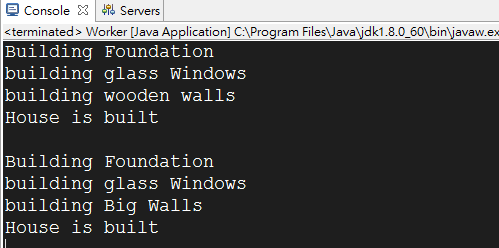 Console Servers
<terminated> Worker [Java Application] C:\Program Files\Java\jdk1.8.0_60\bin\javaw.ex
Building Foundation
building glass Windows
building wooden walls
House is built
Building Foundation
building glass Windows
building Big Walls
House is built